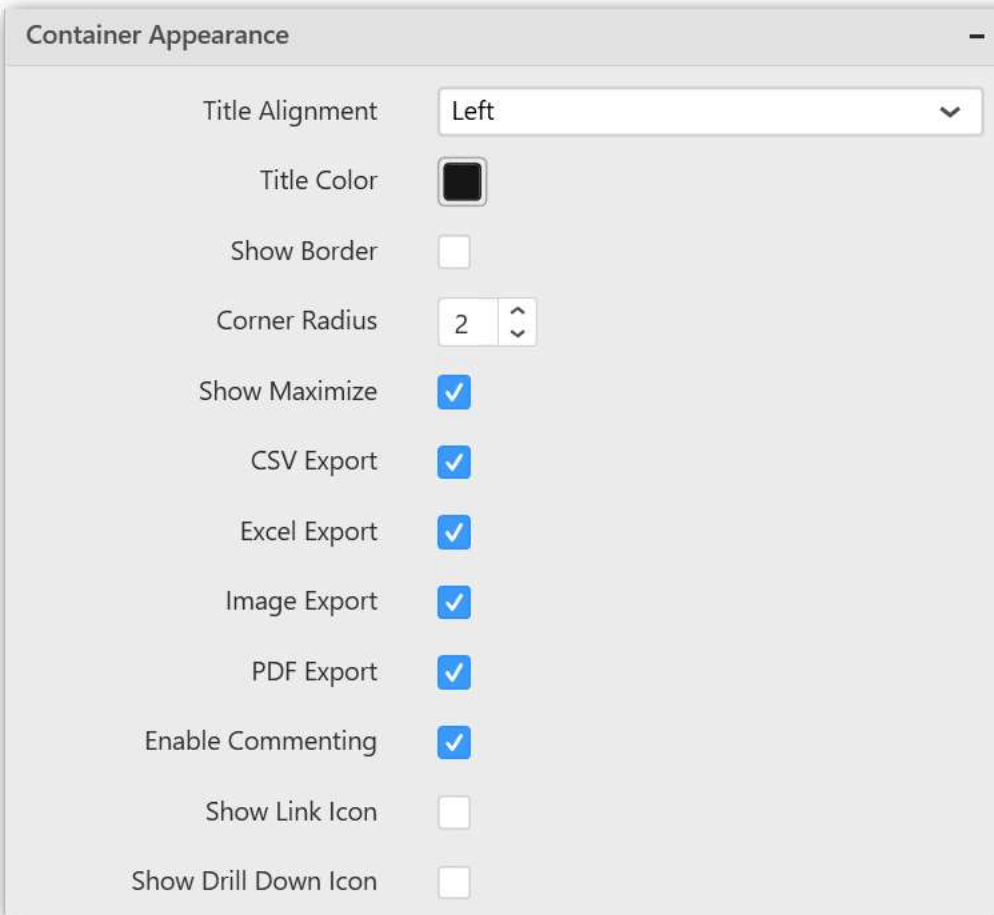 Container Appearance
Title Alignment Left
Title Color
Show Border
Corner Radius 2
Show Maximize
CSV Export
Excel Export
Image Export
PDF Export
Enable Commenting
Show Link Icon
Show Drill Down Icon